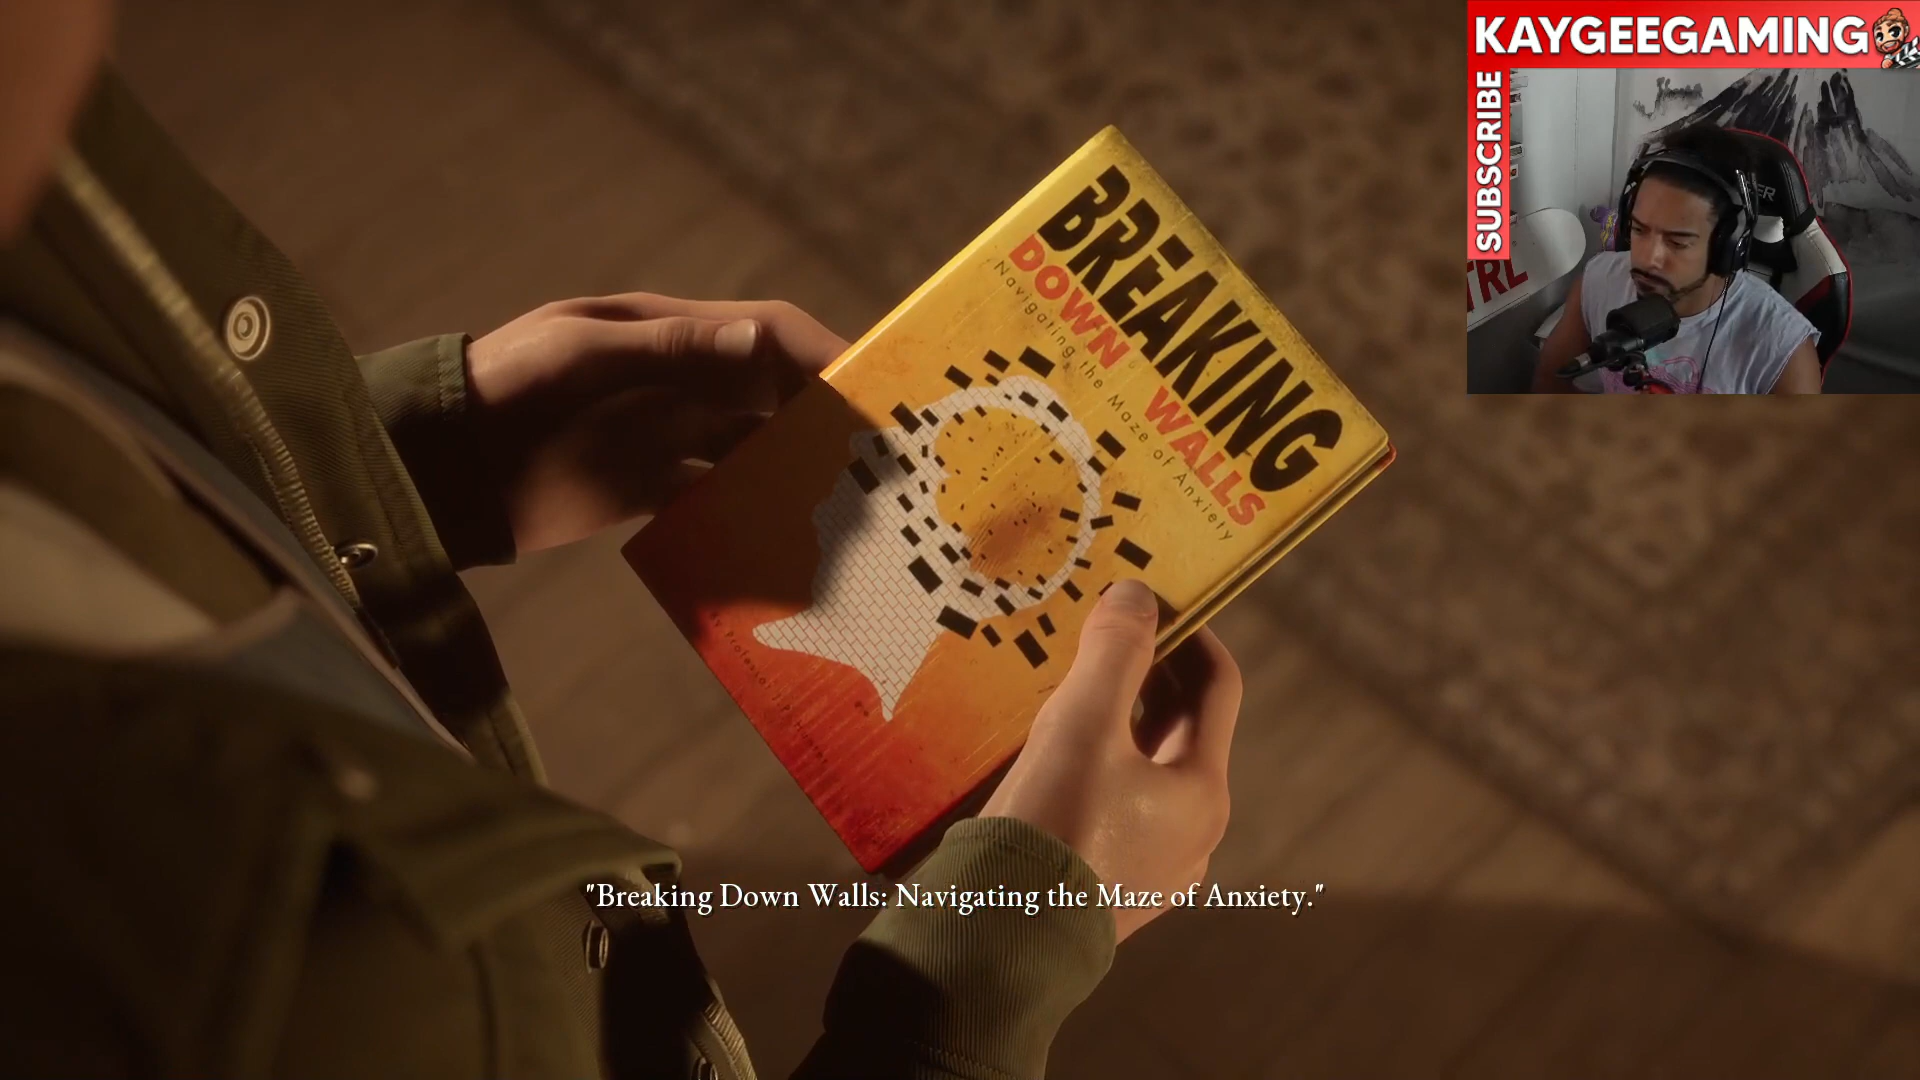 KAYGEEGAMING
SUBSCRIBE
BREAKING
DOWN WALLS
Navigating the Maze of Anxiety
"Breaking Down Walls: Navigating the Maze of Anxiety."